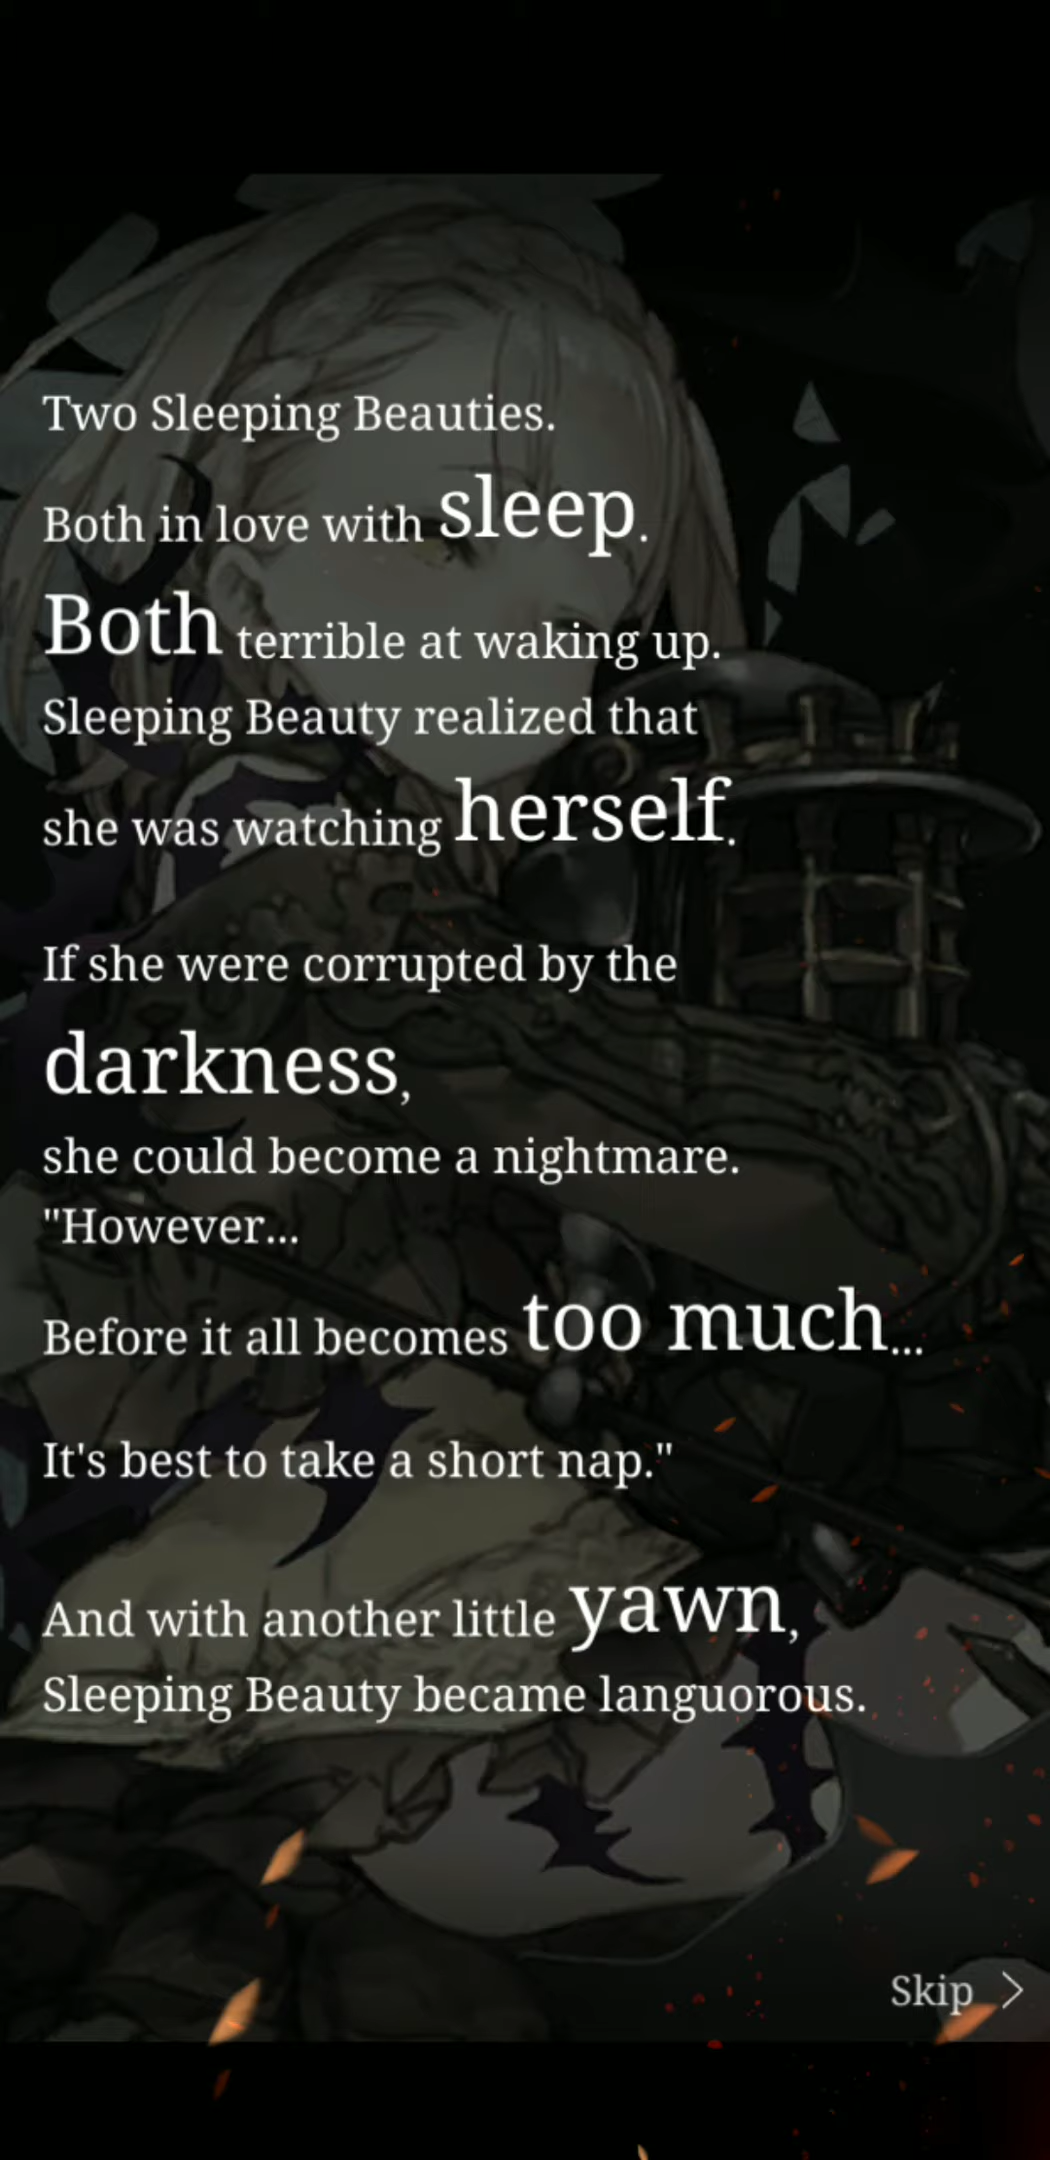 Two Sleeping Beauties.
Both in love with sleep.
Both terrible at waking up.
Sleeping Beauty realized that
she was watching herself.
If she were corrupted by the
darkness,
she could become a nightmare.
"However...
Before it all becomes too much...
It's best to take a short nap."
And with another little yawn,
Sleeping Beauty became languorous.
Skip >